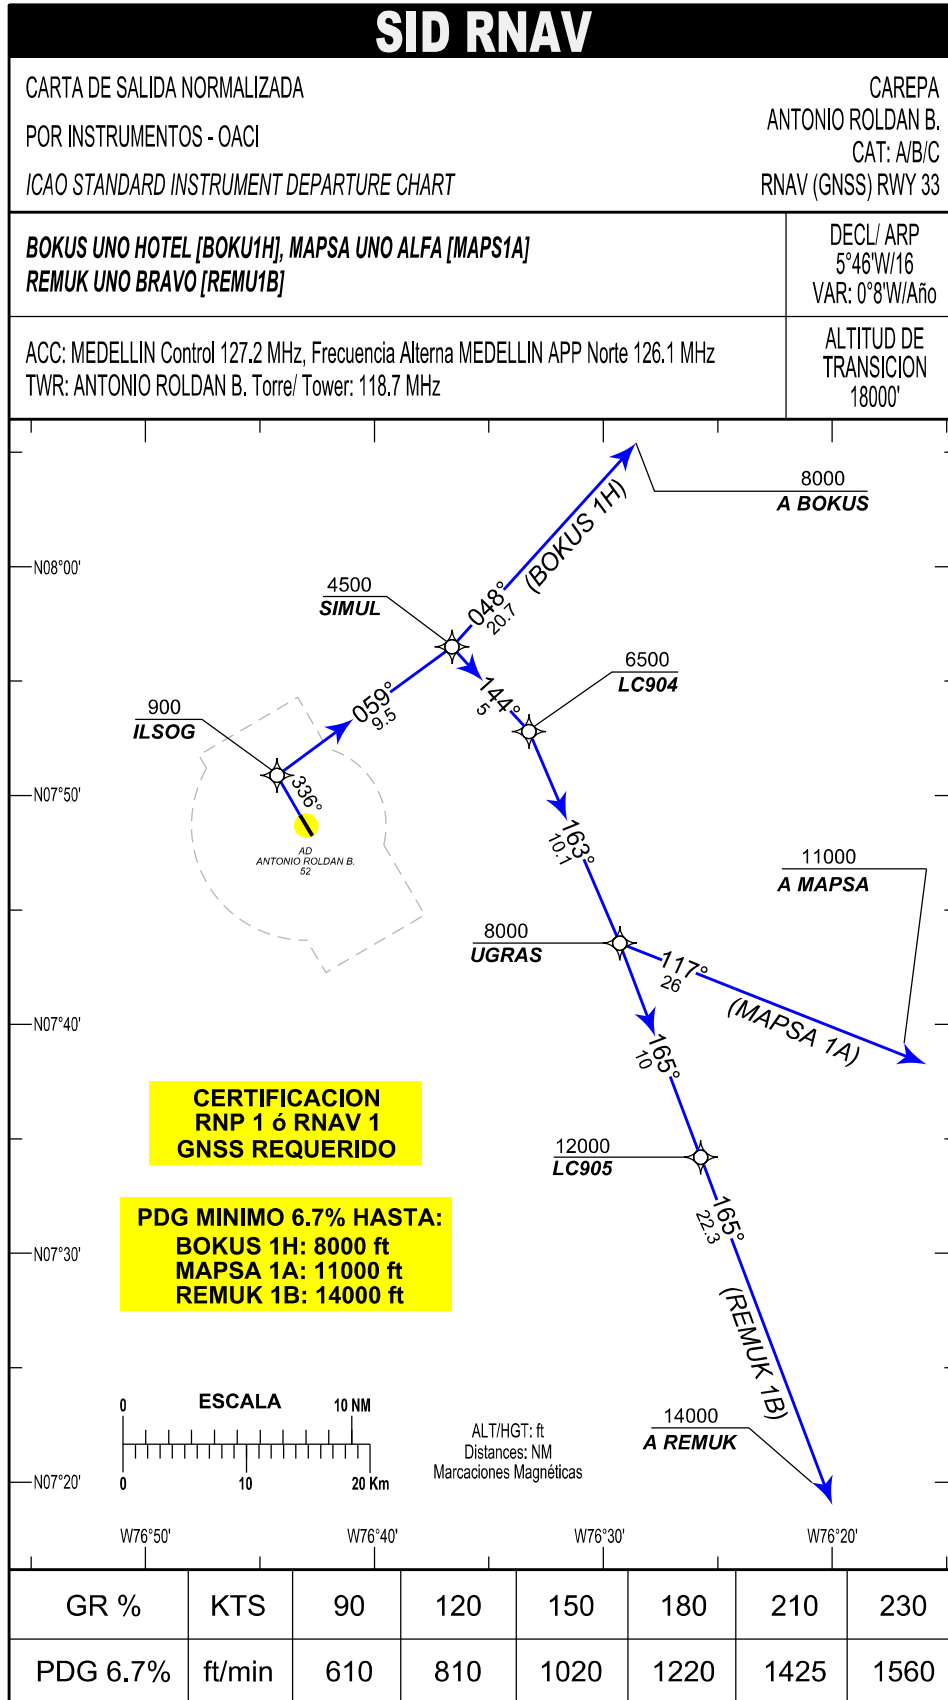 SID RNAV
CARTA DE SALIDA NORMALIZADA
POR INSTRUMENTOS - OACI
ICAO STANDARD INSTRUMENT DEPARTURE CHART
CAREPA
ANTONIO ROLDAN B.
CAT: A/B/C
RNAV (GNSS) RWY 33
BOKUS UNO HOTEL [BOKU1H], MAPSA UNO ALFA [MAPS1A]
REMUK UNO BRAVO [REMU1B]
DECL/ ARP
5°46'W/16
VAR: 0°8'W/Año
ACC: MEDELLIN Control 127.2 MHz, Frecuencia Alterna MEDELLIN APP Norte 126.1 MHz
TWR: ANTONIO ROLDAN B. Torre/ Tower: 118.7 MHz
ALTITUD DE
TRANSICION
18000'
8000
A BOKUS
(BOKUS 1H)
N08°00'
4500
SIMUL
048°
20.7
6500
LC904
144°
5
059°
9.5
900
ILSOG
336°
N07°50'
AD
ANTONIO ROLDAN B.
52
163°
10.1
11000
A MAPSA
8000
UGRAS
117°
26
(MAPSA 1A)
N07°40'
165°
10
CERTIFICACION
RNP 1 ó RNAV 1
GNSS REQUERIDO
12000
LC905
165°
22.3
PDG MINIMO 6.7% HASTA:
BOKUS 1H: 8000 ft
MAPSA 1A: 11000 ft
REMUK 1B: 14000 ft
N07°30'
(REMUK 1B)
0 ESCALA 10 NM
0 10 20 Km
ALT/HGT: ft
Distances: NM
Marcaciones Magnéticas
14000
A REMUK
N07°20'
W76°50' W76°40' W76°30' W76°20'
GR % KTS 90 120 150 180 210 230
PDG 6.7% ft/min 610 810 1020 1220 1425 1560